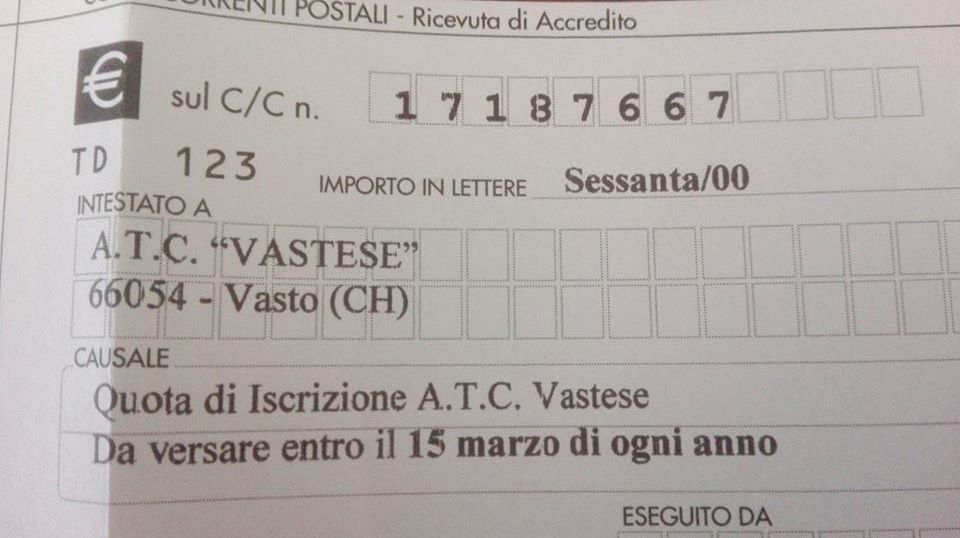 CORRENTI POSTALI - Ricevuta di Accredito
€ sul C/C n. 17187667
TD 123 IMPORTO IN LETTERE Sessanta/00
INTESTATO A
A.T.C. “VASTESE”
66054 - Vasto (CH)
CAUSALE
Quota di Iscrizione A.T.C. Vastese
Da versare entro il 15 marzo di ogni anno
ESEGUITO DA